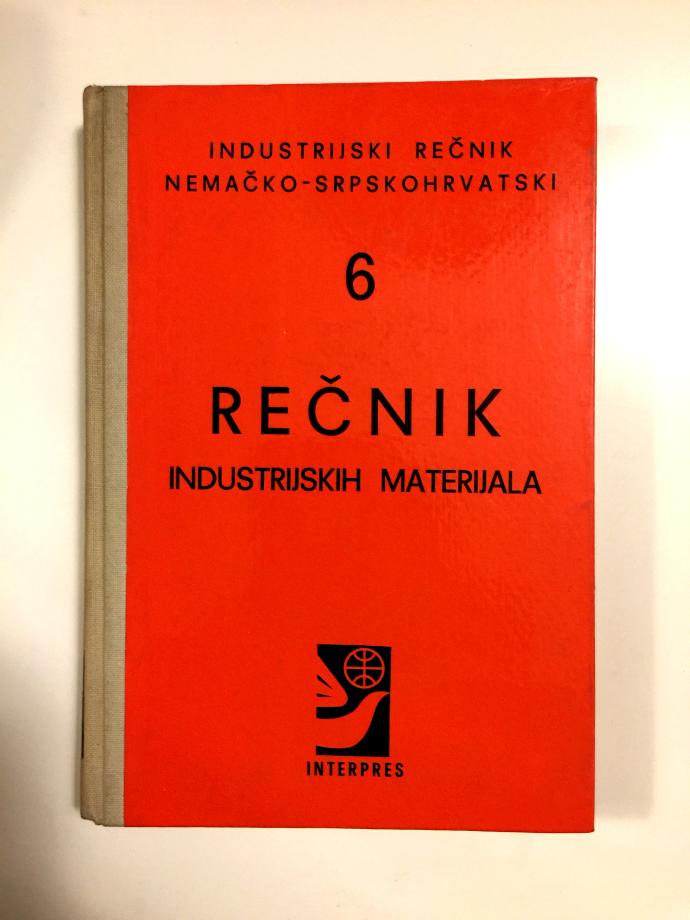 INDUSTRIJSKI REČNIK
NEMAČKO-SRPSKOHRVATSKI
6
REČNIK
INDUSTRIJSKIH MATERIJALA
INTERPRES